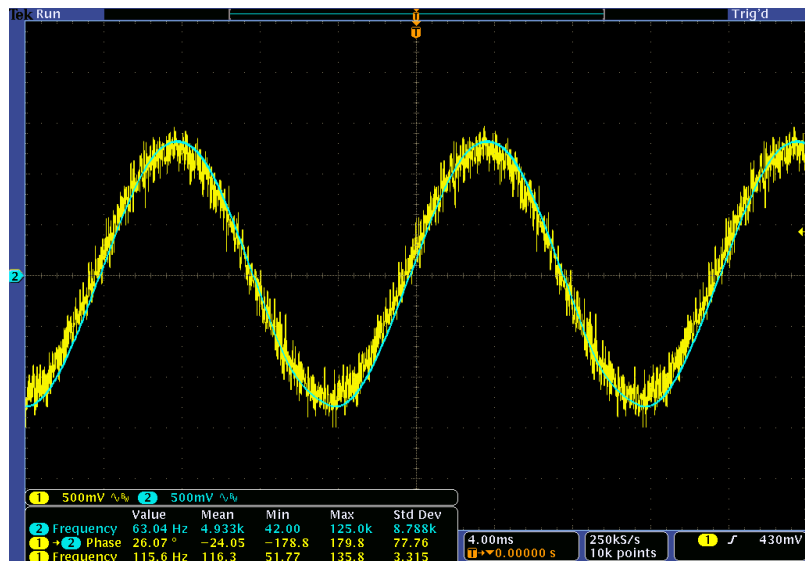 Tek Run Trig'd
T
T
2
1 500mV 2 500mV
Value Mean Min Max Std Dev
2 Frequency 63.04 Hz 4.933k 42.00 125.0k 8.788k
1→2 Phase 26.07 ° −24.05 −178.8 179.8 77.76
1 Frequency 115.6 Hz 116.3 51.77 135.8 3.315
4.00ms 250kS/s 1 430mV
T→▼0.00000 s 10k points